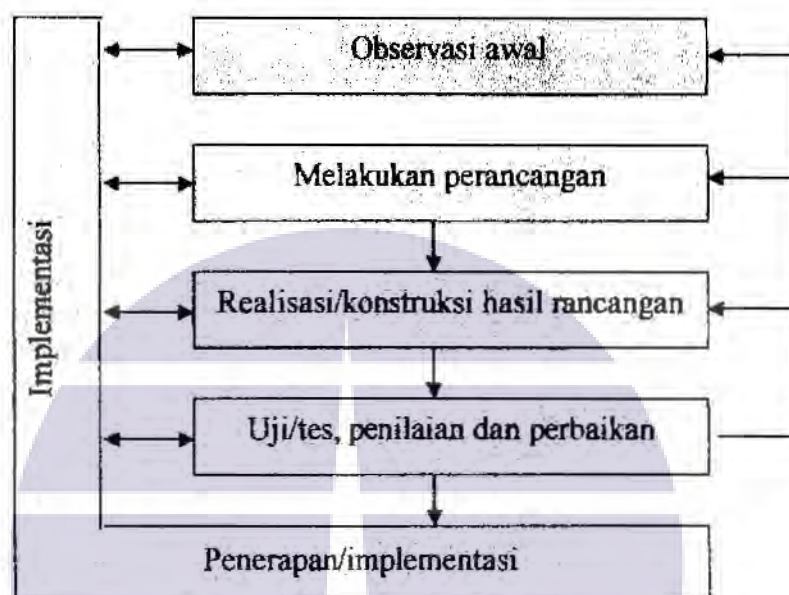 Observasi awal
Melakukan perancangan
Realisasi/konstruksi hasil rancangan
Uji/tes, penilaian dan perbaikan
Penerapan/implementasi
Implementasi